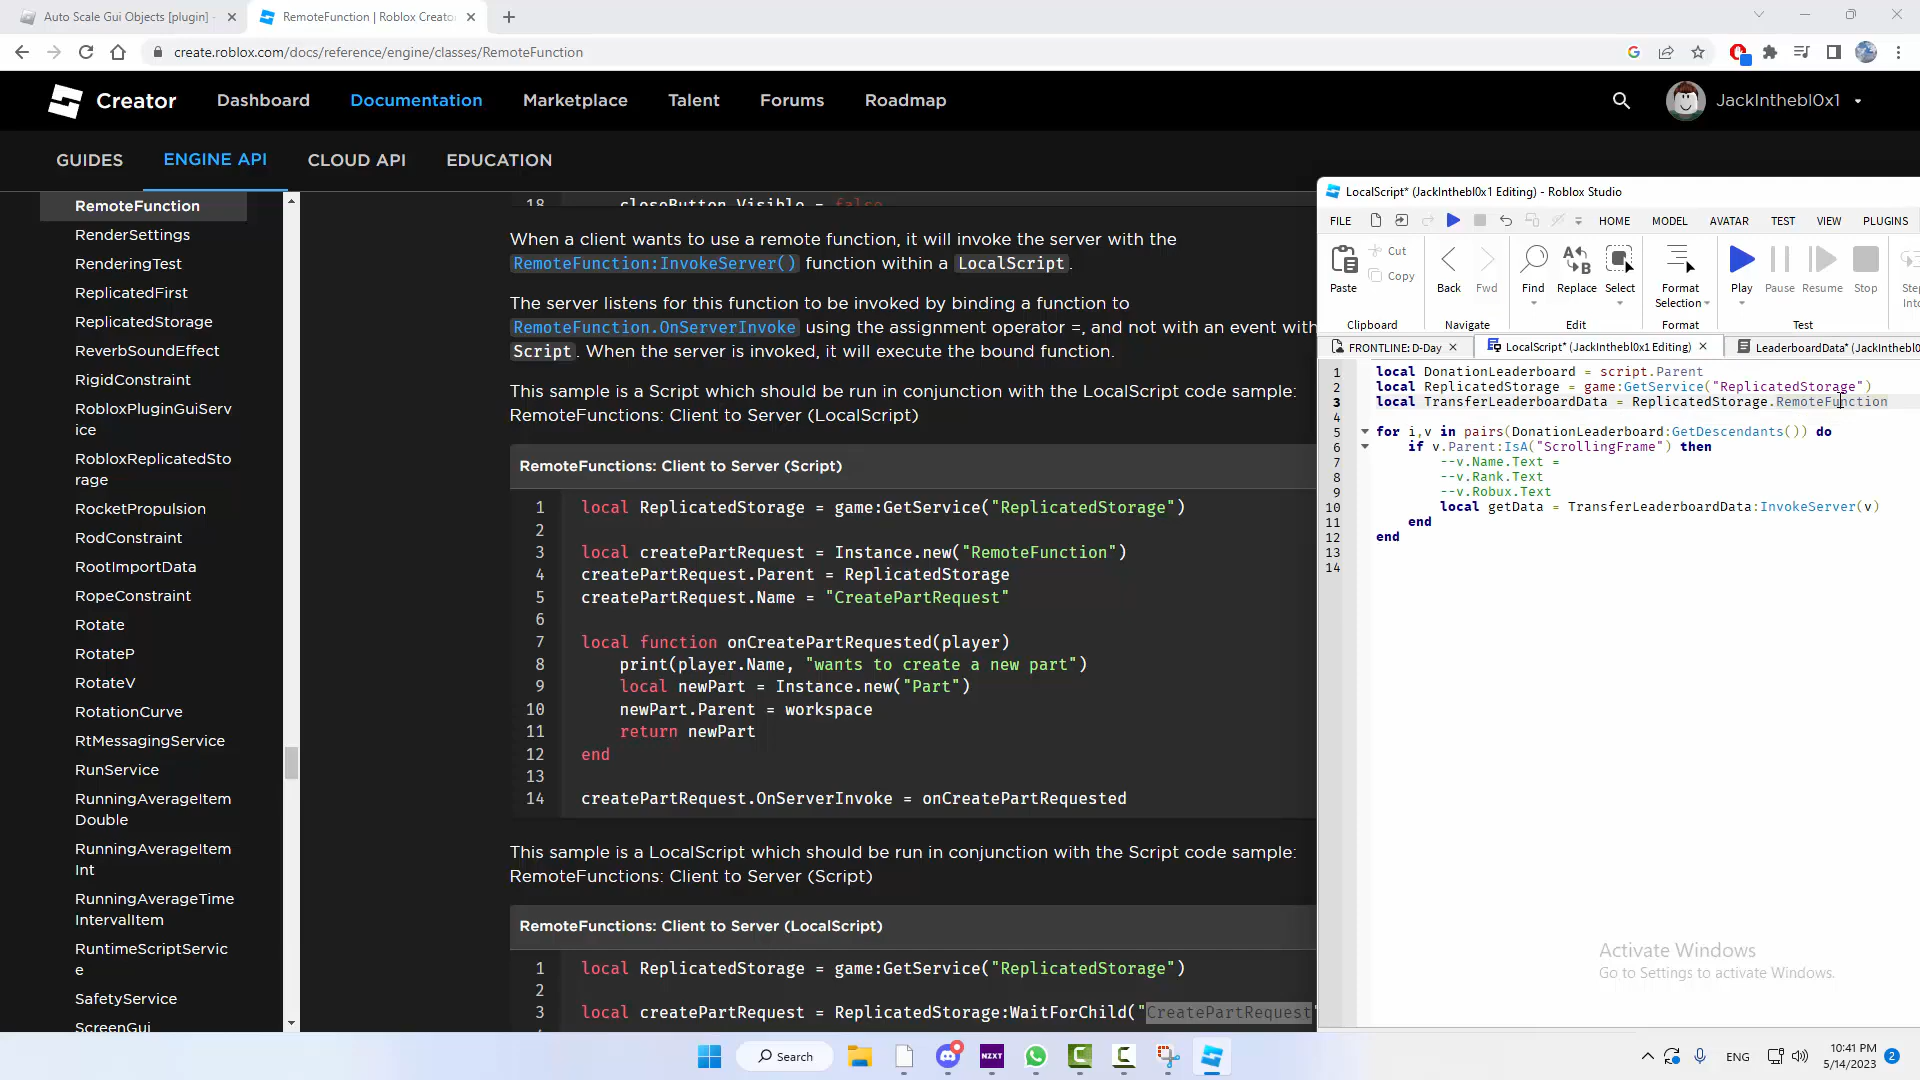 Auto Scale Gui Objects [plugin] -
RemoteFunction | Roblox Creator
create.roblox.com/docs/reference/engine/classes/RemoteFunction
Creator
Dashboard
Documentation
Marketplace
Talent
Forums
Roadmap
JackInthebl0x1
GUIDES
ENGINE API
CLOUD API
EDUCATION
RemoteFunction
RenderSettings
RenderingTest
ReplicatedFirst
ReplicatedStorage
ReverbSoundEffect
RigidConstraint
RobloxPluginGuiServ
ice
RobloxReplicatedSto
rage
RocketPropulsion
RodConstraint
RootImportData
RopeConstraint
Rotate
RotateP
RotateV
RotationCurve
RtMessagingService
RunService
RunningAverageItem
Double
RunningAverageItem
Int
RunningAverageTime
IntervalItem
RuntimeScriptServic
e
SafetyService
ScreenGui
18 closeButton.Visible = false
When a client wants to use a remote function, it will invoke the server with the
RemoteFunction:InvokeServer() function within a LocalScript.
The server listens for this function to be invoked by binding a function to
RemoteFunction.OnServerInvoke using the assignment operator =, and not with an event with
Script. When the server is invoked, it will execute the bound function.
This sample is a Script which should be run in conjunction with the LocalScript code sample:
RemoteFunctions: Client to Server (LocalScript)
RemoteFunctions: Client to Server (Script)
1 local ReplicatedStorage = game:GetService("ReplicatedStorage")
2
3 local createPartRequest = Instance.new("RemoteFunction")
4 createPartRequest.Parent = ReplicatedStorage
5 createPartRequest.Name = "CreatePartRequest"
6
7 local function onCreatePartRequested(player)
8 print(player.Name, "wants to create a new part")
9 local newPart = Instance.new("Part")
10 newPart.Parent = workspace
11 return newPart
12 end
13
14 createPartRequest.OnServerInvoke = onCreatePartRequested
This sample is a LocalScript which should be run in conjunction with the Script code sample:
RemoteFunctions: Client to Server (Script)
RemoteFunctions: Client to Server (LocalScript)
1 local ReplicatedStorage = game:GetService("ReplicatedStorage")
2
3 local createPartRequest = ReplicatedStorage:WaitForChild("CreatePartRequest"
LocalScript* (JackInthebl0x1 Editing) - Roblox Studio
FILE
HOME
MODEL
AVATAR
TEST
VIEW
PLUGINS
Paste
Cut
Copy
Clipboard
Back
Fwd
Navigate
Find
Replace
Select
Edit
Format
Selection
Format
Play
Pause
Resume
Stop
Step
Into
Test
FRONTLINE: D-Day
LocalScript* (JackInthebl0x1 Editing)
LeaderboardData* (JackInthebl0
1 local DonationLeaderboard = script.Parent
2 local ReplicatedStorage = game:GetService("ReplicatedStorage")
3 local TransferLeaderboardData = ReplicatedStorage.RemoteFunction
4
5 for i,v in pairs(DonationLeaderboard:GetDescendants()) do
6 if v.Parent:IsA("ScrollingFrame") then
7 --v.Name.Text =
8 --v.Rank.Text
9 --v.Robux.Text
10 local getData = TransferLeaderboardData:InvokeServer(v)
11 end
12 end
13
14
Activate Windows
Go to Settings to activate Windows.
Search
NZXT
ENG
10:41 PM
5/14/2023
2